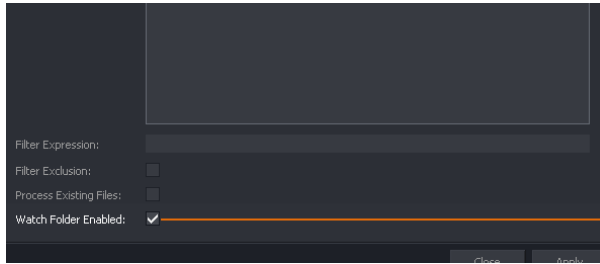 Filter Expression:
Filter Exclusion:
Process Existing Files:
Watch Folder Enabled:
Close Apply